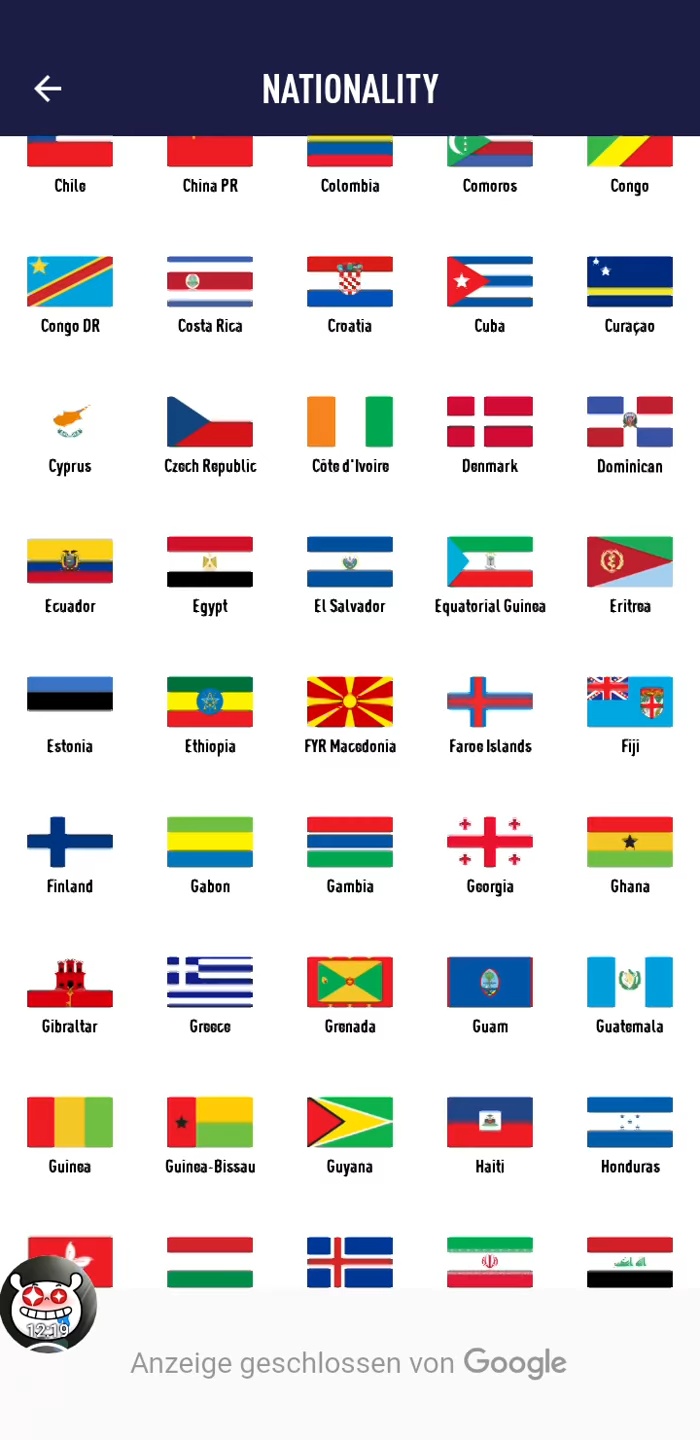 NATIONALITY
Chile China PR Colombia Comoros Congo
Congo DR Costa Rica Croatia Cuba Curaçao
Cyprus Czech Republic Côte d'Ivoire Denmark Dominican
Ecuador Egypt El Salvador Equatorial Guinea Eritrea
Estonia Ethiopia FYR Macedonia Faroe Islands Fiji
Finland Gabon Gambia Georgia Ghana
Gibraltar Greece Grenada Guam Guatemala
Guinea Guinea-Bissau Guyana Haiti Honduras
12:19
Anzeige geschlossen von Google